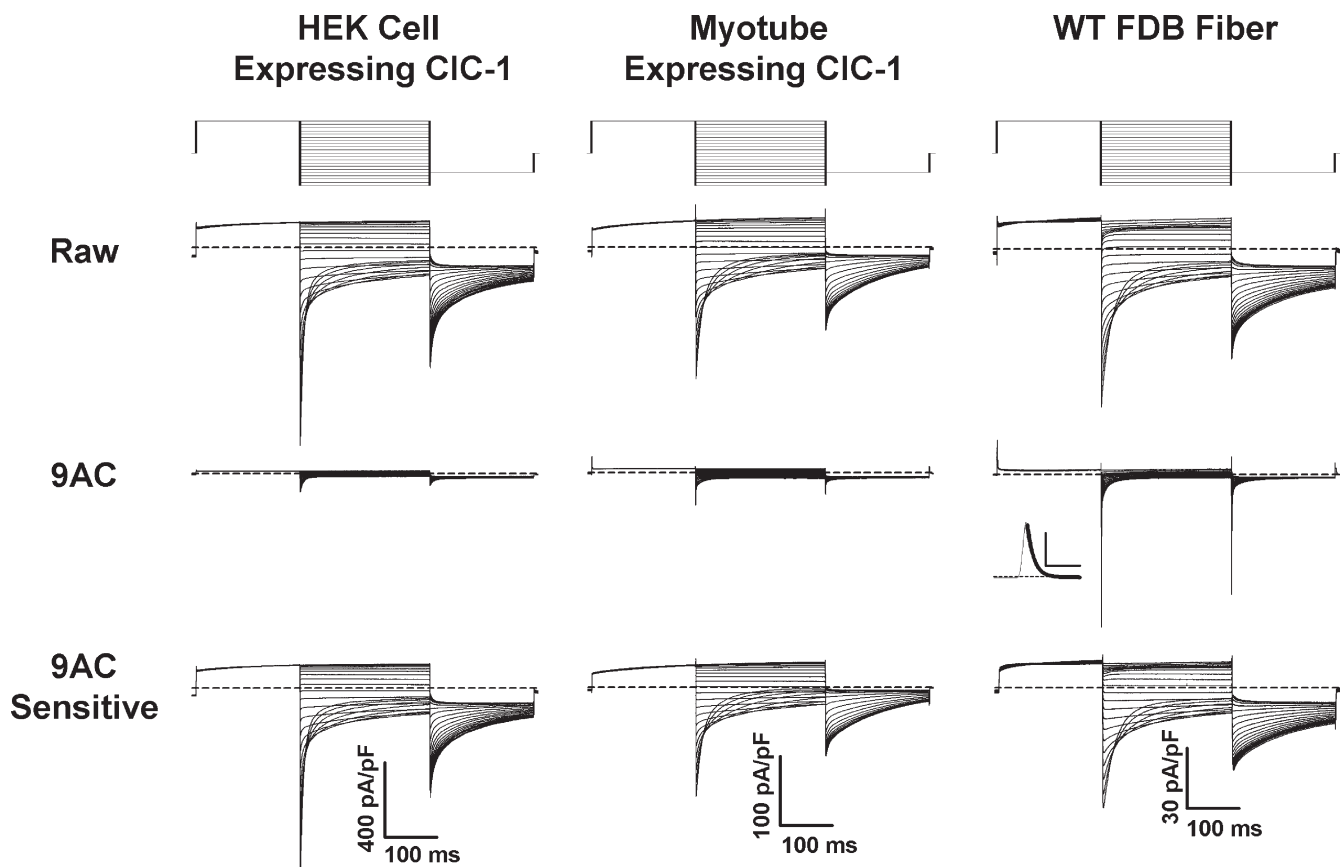 HEK Cell
Expressing ClC-1
Myotube
Expressing ClC-1
WT FDB Fiber
Raw
9AC
9AC
Sensitive
400 pA/pF
100 ms
100 pA/pF
100 ms
30 pA/pF
100 ms